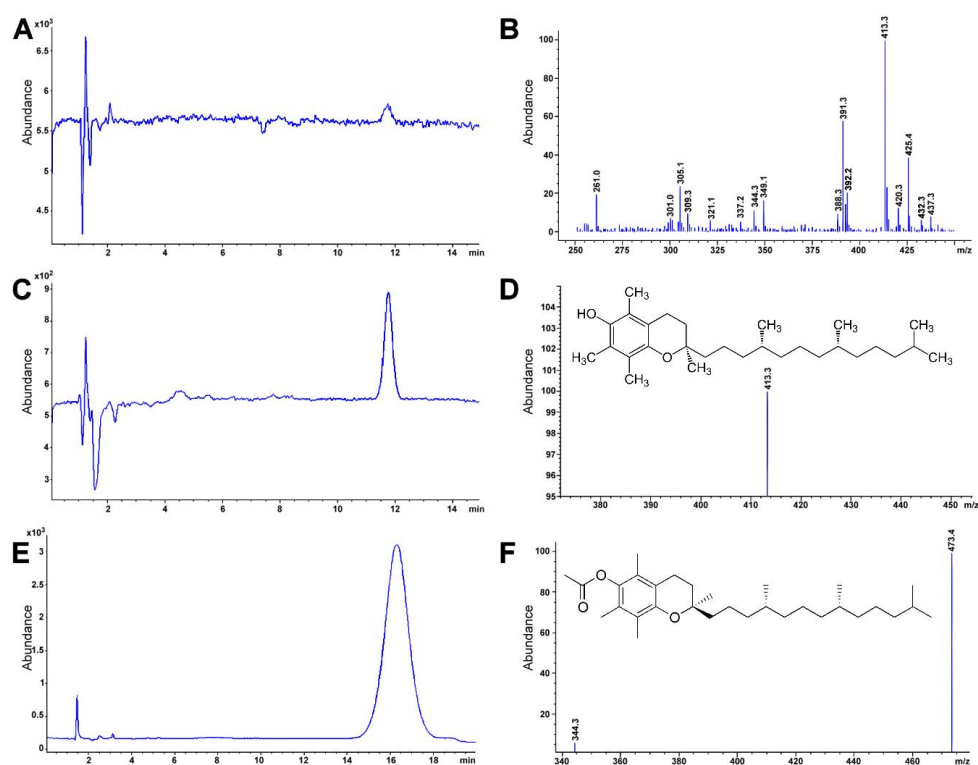 A
x10³
6.5
5.5
5
4.5
Abundance
2 4 6 8 10 12 14 min
B
100
80
60
40
20
0
Abundance
261.0
301.0
305.1
309.3
321.1
337.2
344.3
349.1
388.3
391.3
392.2
413.3
420.3
425.4
432.3
437.3
250 275 300 325 350 375 400 425 m/z
C
x10²
9
8
6
5
3
Abundance
2 4 6 8 10 12 14 min
D
104
103
102
101
100
99
98
97
96
95
Abundance
HO
CH₃
H₃C
CH₃
O
CH₃
CH₃
CH₃
CH₃
CH₃
413.3
380 390 400 410 420 430 440 450 m/z
E
x10³
3
2.5
2
1.5
1
0.5
0
Abundance
2 4 6 8 10 12 14 16 18 min
F
100
80
60
40
20
Abundance
O
O
O
344.3
473.4
340 360 380 400 420 440 460 m/z